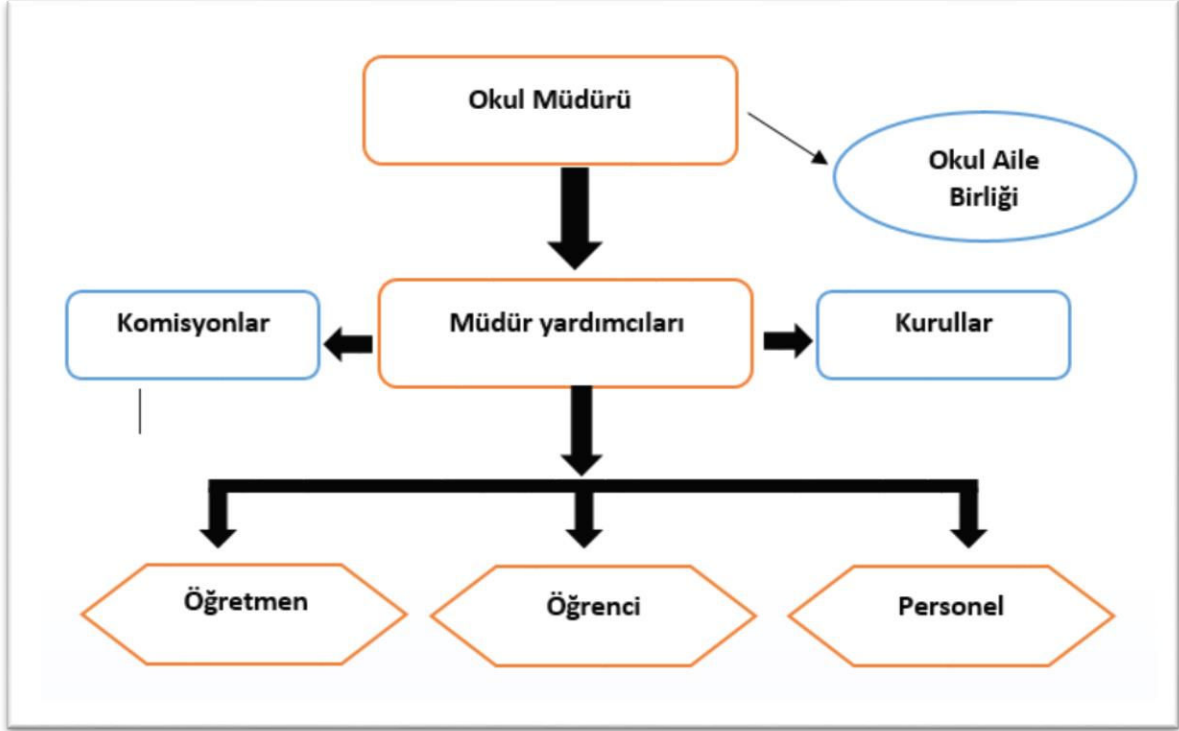 Okul Müdürü
Okul Aile
Birliği
Komisyonlar
Müdür yardımcıları
Kurullar
Öğretmen
Öğrenci
Personel